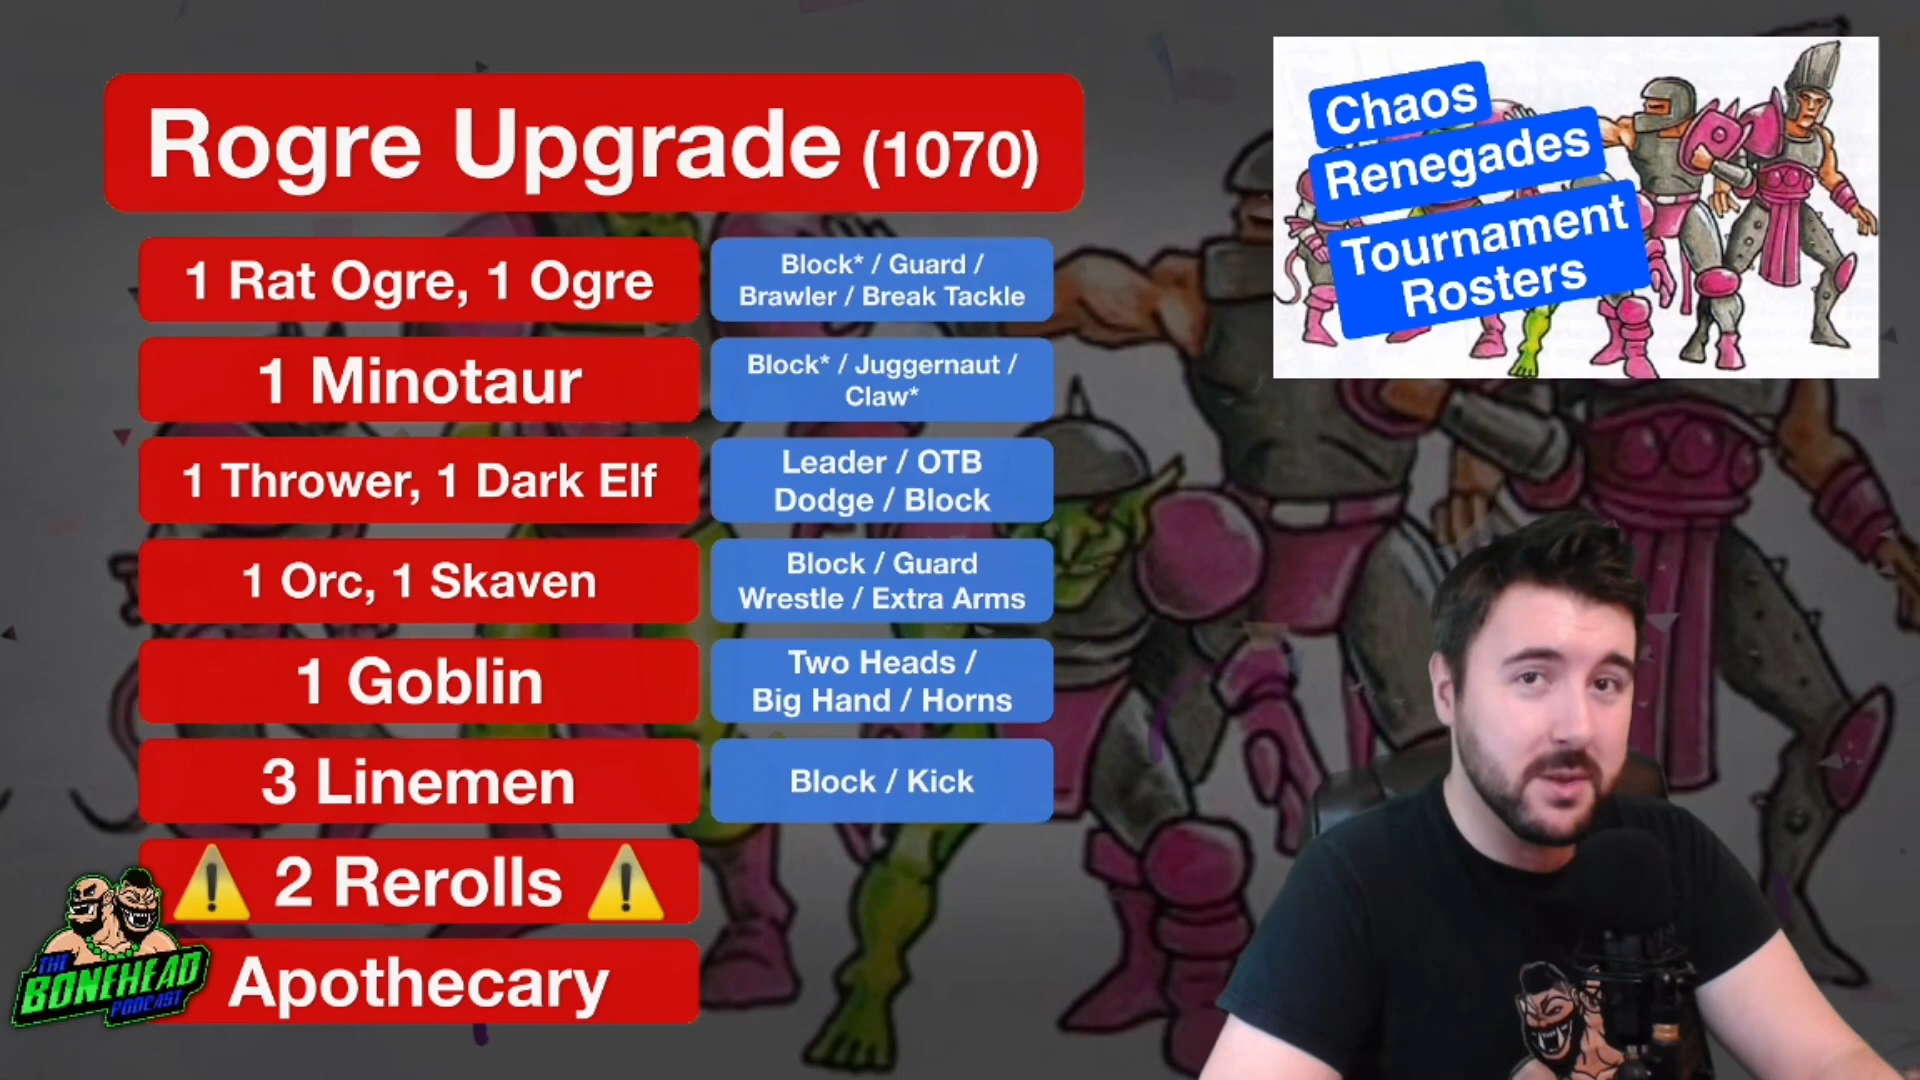 Rogre Upgrade (1070)
1 Rat Ogre, 1 Ogre
Block* / Guard /
Brawler / Break Tackle
1 Minotaur
Block* / Juggernaut /
Claw*
1 Thrower, 1 Dark Elf
Leader / OTB
Dodge / Block
1 Orc, 1 Skaven
Block / Guard
Wrestle / Extra Arms
1 Goblin
Two Heads /
Big Hand / Horns
3 Linemen
Block / Kick
⚠️ 2 Rerolls ⚠️
Apothecary
THE
BONEHEAD
PODCAST
Chaos
Renegades
Tournament
Rosters